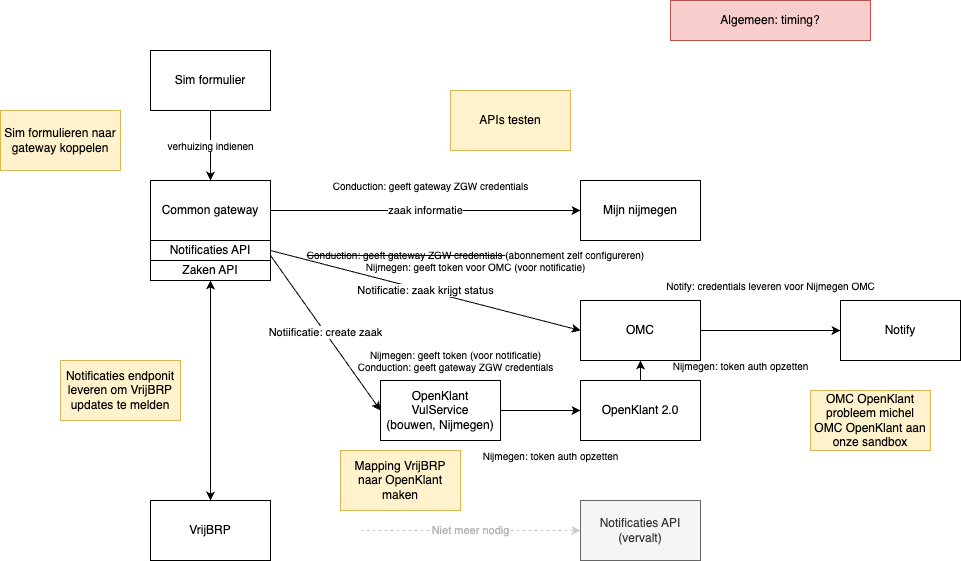 Algemeen: timing?
Sim formulier
Sim formulieren naar
gateway koppelen
APIs testen
verhuizing indienen
Conduction: geeft gateway ZGW credentials
Common gateway
zaak informatie
Mijn nijmegen
Notificaties API
Zaken API
Conduction: geeft gateway ZGW credentials (abonnement zelf configureren)
Nijmegen: geeft token voor OMC (voor notificatie)
Notificatie: zaak krijgt status
Notify: credentials leveren voor Nijmegen OMC
OMC
Notify
Notiificatie: create zaak
Nijmegen: geeft token (voor notificatie)
Conduction: geeft gateway ZGW credentials
Nijmegen: token auth opzetten
Notificaties endponit
leveren om VrijBRP
updates te melden
OpenKlant
VulService
(bouwen, Nijmegen)
OpenKlant 2.0
OMC OpenKlant
probleem michel
OMC OpenKlant aan
onze sandbox
Nijmegen: token auth opzetten
Mapping VrijBRP
naar OpenKlant
maken
VrijBRP
Niet meer nodig
Notificaties API
(vervalt)